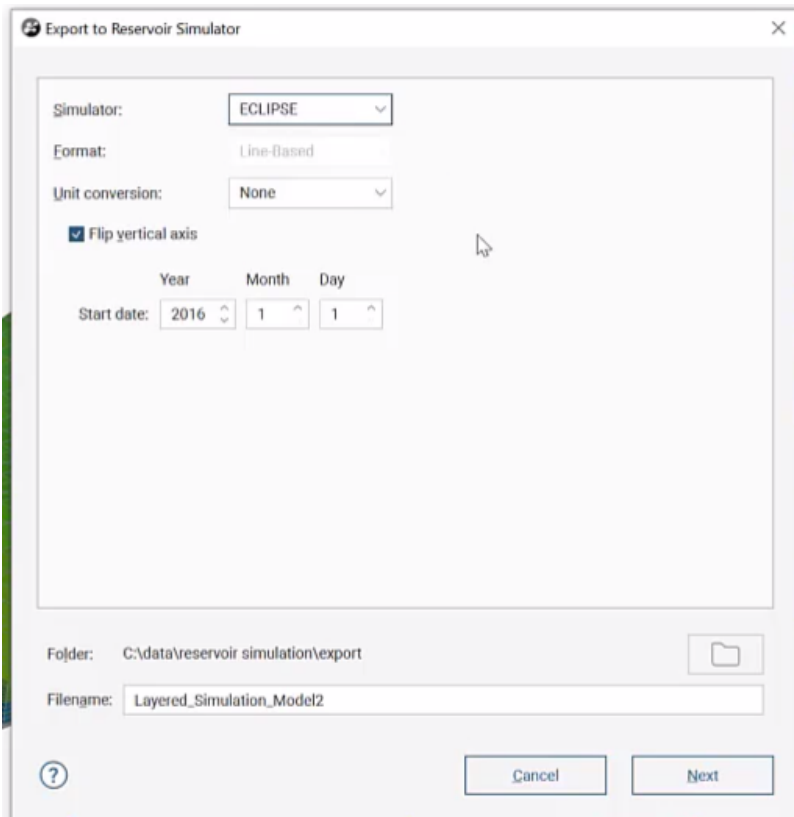 Export to Reservoir Simulator
Simulator: ECLIPSE
Format: Line-Based
Unit conversion: None
Flip vertical axis
Year Month Day
Start date: 2016 1 1
Folder: C:\data\reservoir simulation\export
Filename: Layered_Simulation_Model2
? Cancel Next